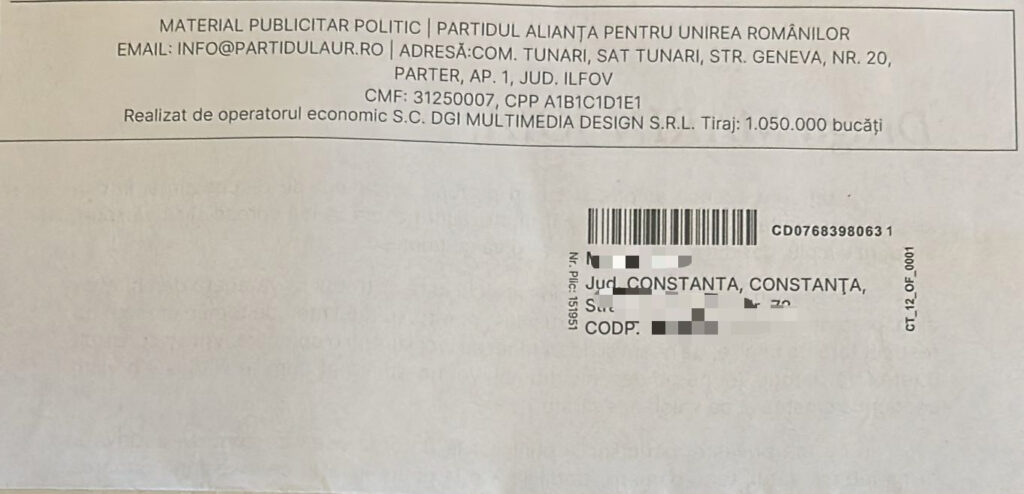 MATERIAL PUBLICITAR POLITIC | PARTIDUL ALIANȚA PENTRU UNIREA ROMÂNILOR
EMAIL: INFO@PARTIDULAUR.RO | ADRESĂ:COM. TUNARI, SAT TUNARI, STR. GENEVA, NR. 20,
PARTER, AP. 1, JUD. ILFOV
CMF: 31250007, CPP A1B1C1D1E1
Realizat de operatorul economic S.C. DGI MULTIMEDIA DESIGN S.R.L. Tiraj: 1.050.000 bucăți
CD0768398063 1
Nr. Plic: 151951
Jud. CONSTANTA, CONSTANŢA,
CODP.
CT_12_OF_0001